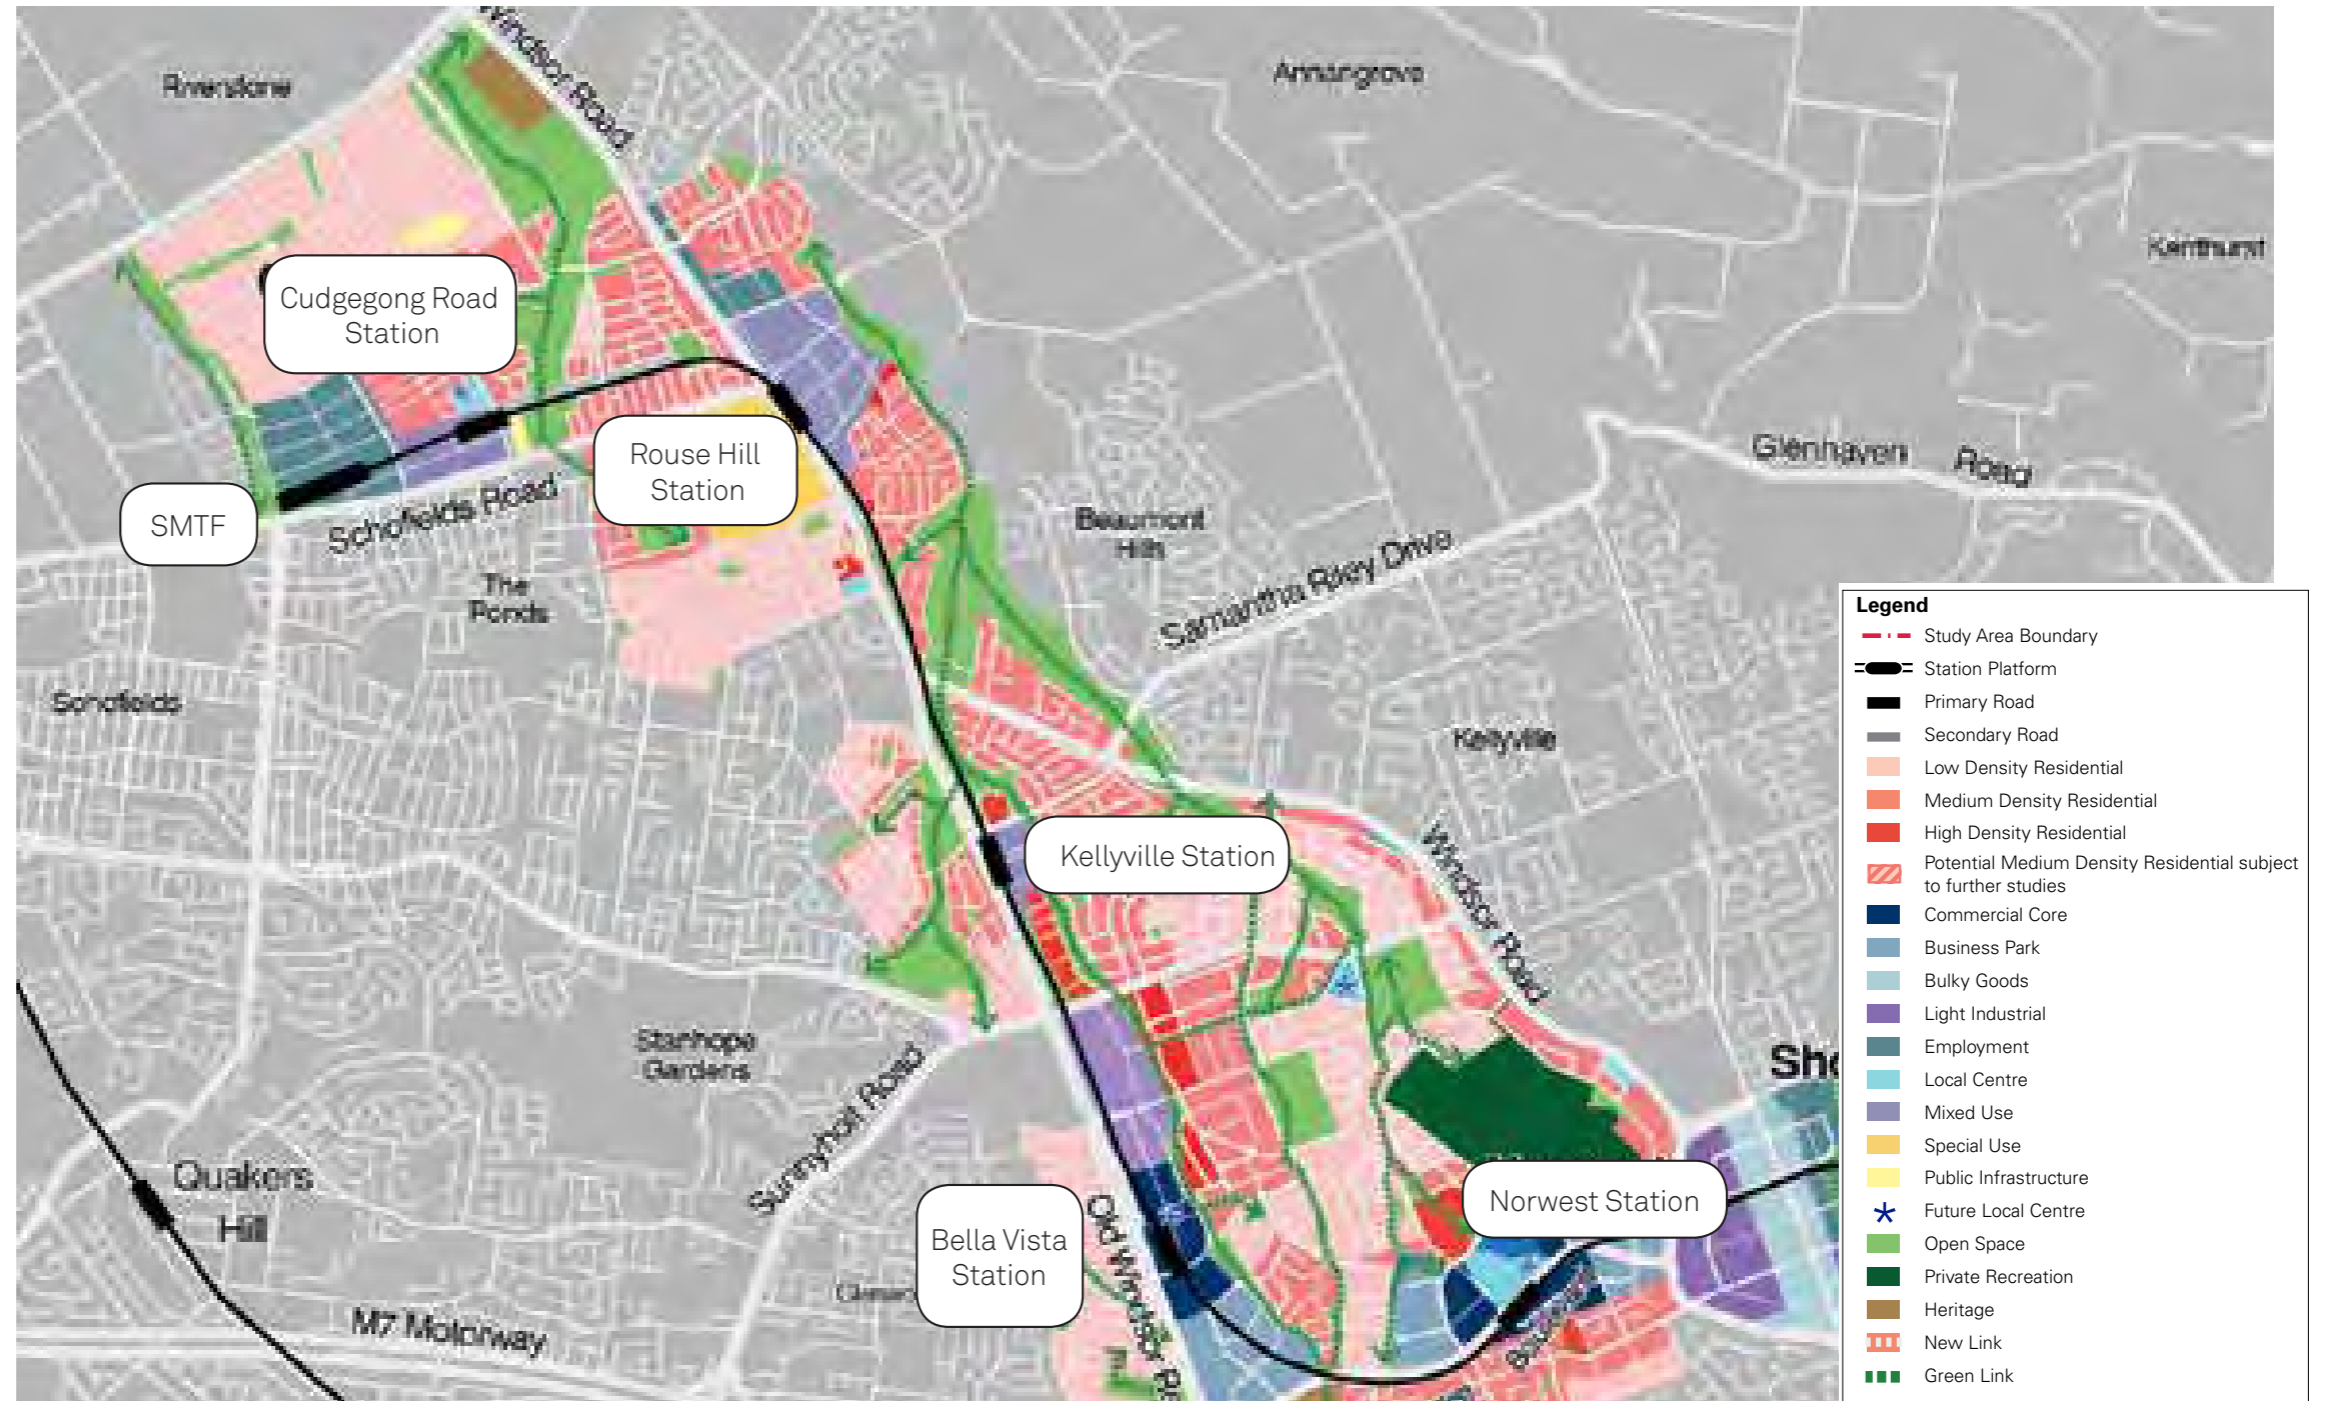 Windsor Road
Riverstone
Annangrove
Kenthurst
Cudgegong Road
Station
Rouse Hill
Station
SMTF
Schofields Road
Glenhaven Road
Beaumont
Hills
The
Ponds
Samantha Riley Drive
Schofields
Kellyville
Kellyville Station
Windsor Road
Stanhope
Gardens
Sunnyholt Road
Quakers
Hill
Bella Vista
Station
Norwest Station
M7 Motorway
Old Windsor
Legend
Study Area Boundary
Station Platform
Primary Road
Secondary Road
Low Density Residential
Medium Density Residential
High Density Residential
Potential Medium Density Residential subject
to further studies
Commercial Core
Business Park
Bulky Goods
Light Industrial
Employment
Local Centre
Mixed Use
Special Use
Public Infrastructure
Future Local Centre
Open Space
Private Recreation
Heritage
New Link
Green Link